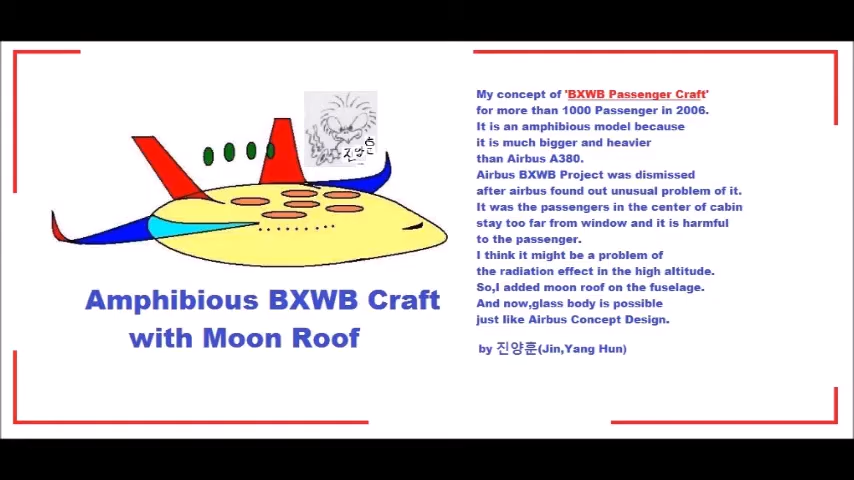 진양훈
Amphibious BXWB Craft
with Moon Roof
My concept of 'BXWB Passenger Craft'
for more than 1000 Passenger in 2006.
It is an amphibious model because
it is much bigger and heavier
than Airbus A380.
Airbus BXWB Project was dismissed
after airbus found out unusual problem of it.
It was the passengers in the center of cabin
stay too far from window and it is harmful
to the passenger.
I think it might be a problem of
the radiation effect in the high altitude.
So,I added moon roof on the fuselage.
And now,glass body is possible
just like Airbus Concept Design.
by 진양훈(Jin,Yang Hun)